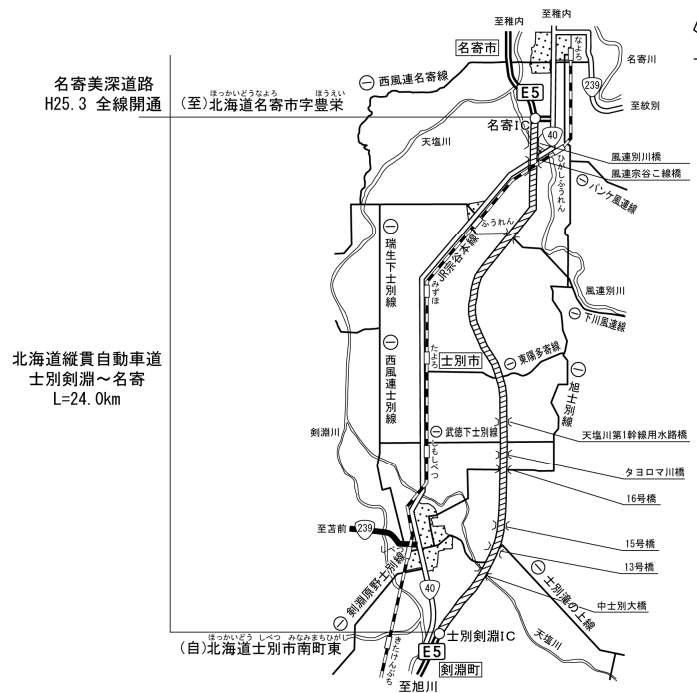 至稚内
至稚内
名寄市
なよろ
名寄川
西風連名寄線
E5
239
至紋別
名寄美深道路
H25.3 全線開通
ほっかいどうなよろ ほうえい
(至)北海道名寄市字豊栄
名寄IC
40
天塩川
風連別川橋
風連宗谷こ線橋
ひがしふうれん
パンケ風連線
ふうれん
瑞生下士別線
JR宗谷本線
みずほ
風連別川
下川風連線
北海道縦貫自動車道
士別剣淵~名寄
L=24.0km
西風連士別線
たよろ
士別市
東陽多寄線
旭士別線
剣淵川
武徳下士別線
しもしべつ
天塩川第1幹線用水路橋
タヨロマ川橋
16号橋
至苫前
239
しべつ
15号橋
13号橋
剣淵原野士別線
40
士別滝の上線
中士別大橋
ほっかいどう しべつ みなみまちひがし
(自)北海道士別市南町東
士別剣淵IC
天塩川
きたけんぶち
E5
剣淵町
至旭川